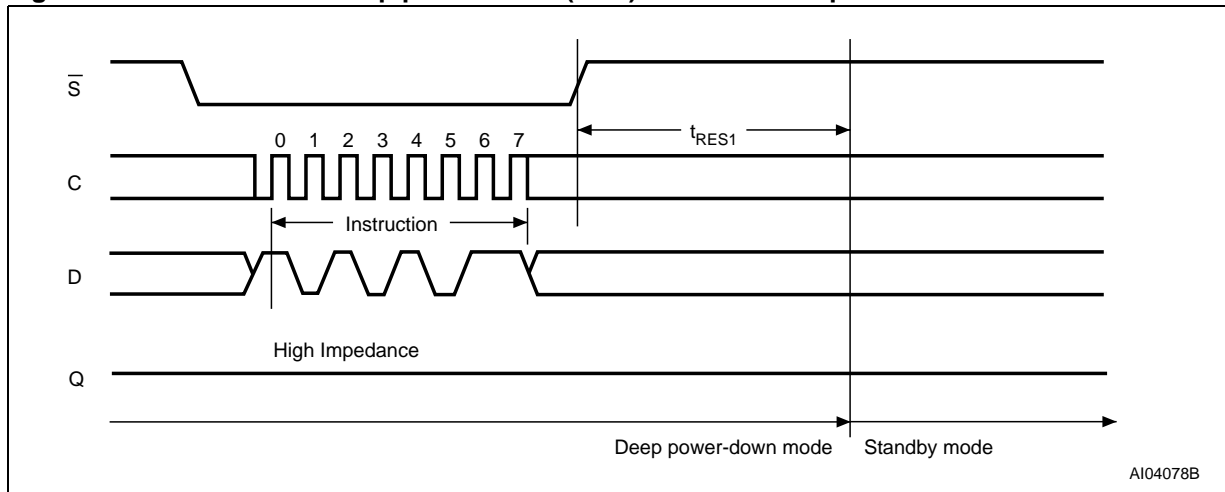 S
0 1 2 3 4 5 6 7
tRES1
C
Instruction
D
High Impedance
Q
Deep power-down mode Standby mode
AI04078B